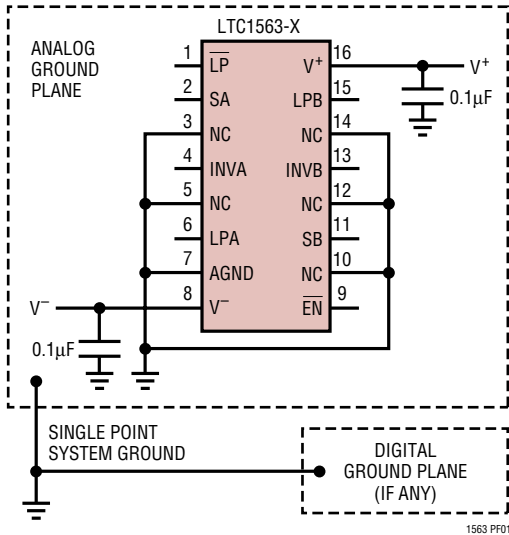 LTC1563-X
ANALOG
GROUND
PLANE
1
LP
2
SA
3
NC
4
INVA
5
NC
6
LPA
7
AGND
8
V–
16
V+
15
LPB
14
NC
13
INVB
12
NC
11
SB
10
NC
9
EN
V+
0.1µF
V–
0.1µF
SINGLE POINT
SYSTEM GROUND
DIGITAL
GROUND PLANE
(IF ANY)
1563 PF01